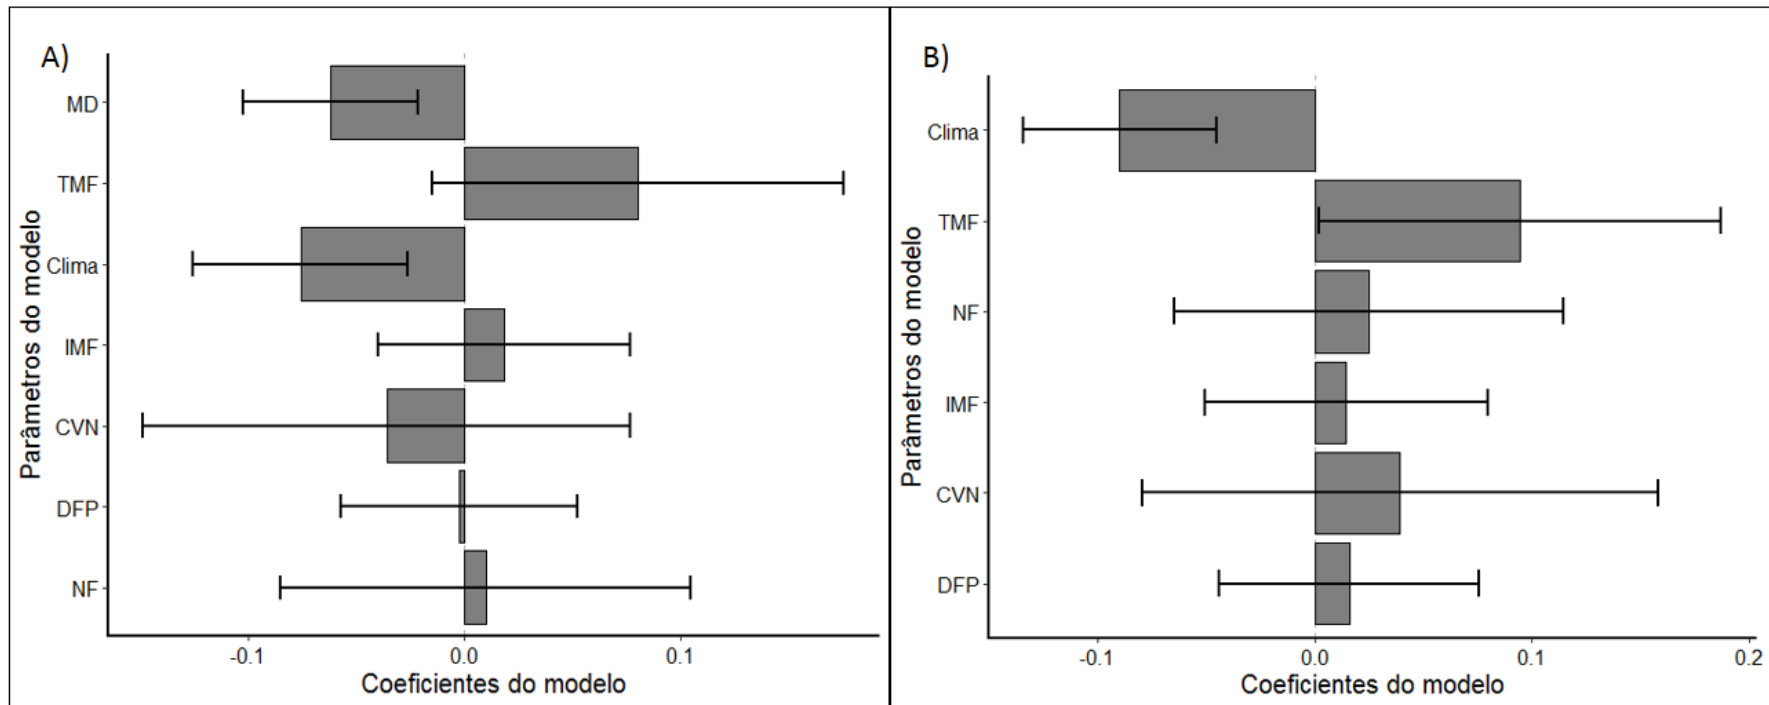 A)
Parâmetros do modelo
MD
TMF
Clima
IMF
CVN
DFP
NF
-0.1
0.0
0.1
Coeficientes do modelo
B)
Parâmetros do modelo
Clima
TMF
NF
IMF
CVN
DFP
-0.1
0.0
0.1
0.2
Coeficientes do modelo